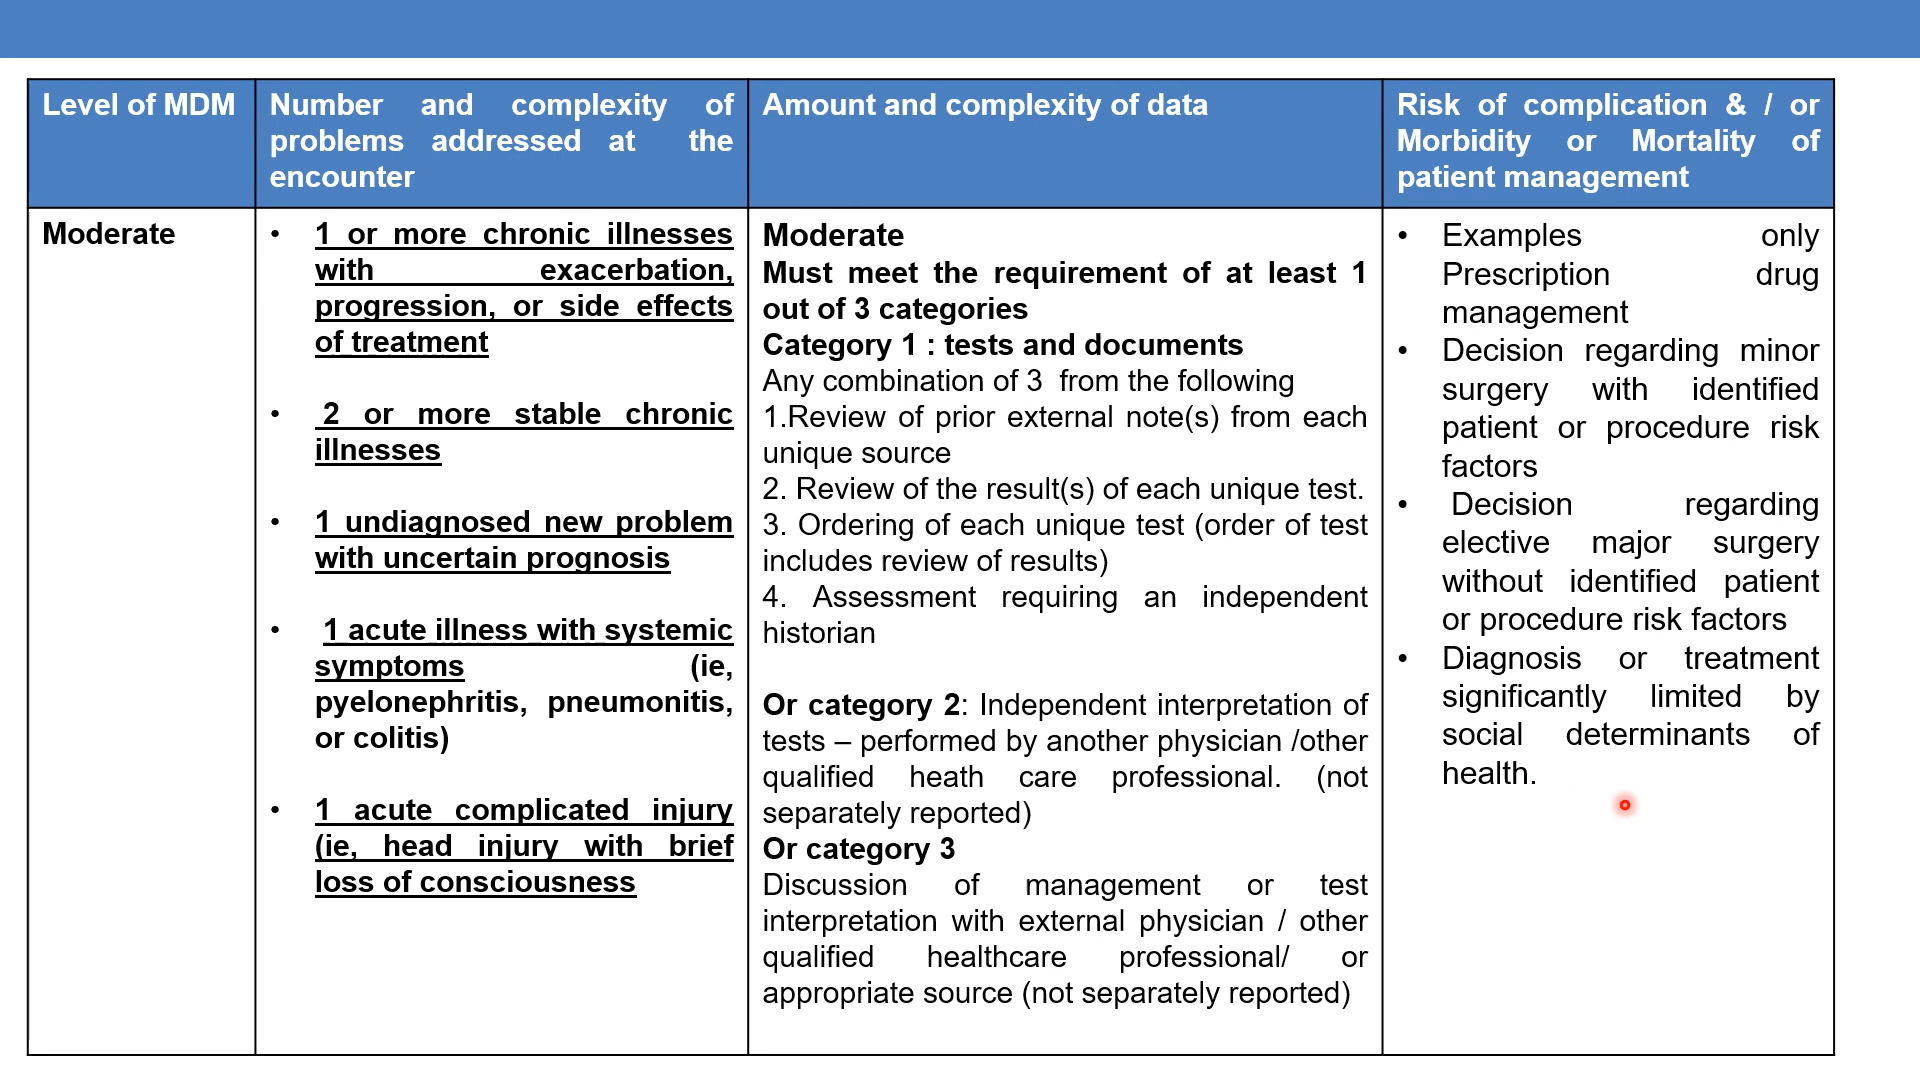 Level of MDM
Number and complexity of
problems addressed at the
encounter
Amount and complexity of data
Risk of complication & / or
Morbidity or Mortality of
patient management
Moderate
• 1 or more chronic illnesses
with exacerbation,
progression, or side effects
of treatment
• 2 or more stable chronic
illnesses
• 1 undiagnosed new problem
with uncertain prognosis
• 1 acute illness with systemic
symptoms (ie,
pyelonephritis, pneumonitis,
or colitis)
• 1 acute complicated injury
(ie, head injury with brief
loss of consciousness
Moderate
Must meet the requirement of at least 1
out of 3 categories
Category 1 : tests and documents
Any combination of 3 from the following
1.Review of prior external note(s) from each
unique source
2. Review of the result(s) of each unique test.
3. Ordering of each unique test (order of test
includes review of results)
4. Assessment requiring an independent
historian
Or category 2: Independent interpretation of
tests – performed by another physician /other
qualified heath care professional. (not
separately reported)
Or category 3
Discussion of management or test
interpretation with external physician / other
qualified healthcare professional/ or
appropriate source (not separately reported)
• Examples only
Prescription drug
management
• Decision regarding minor
surgery with identified
patient or procedure risk
factors
• Decision regarding
elective major surgery
without identified patient
or procedure risk factors
• Diagnosis or treatment
significantly limited by
social determinants of
health.